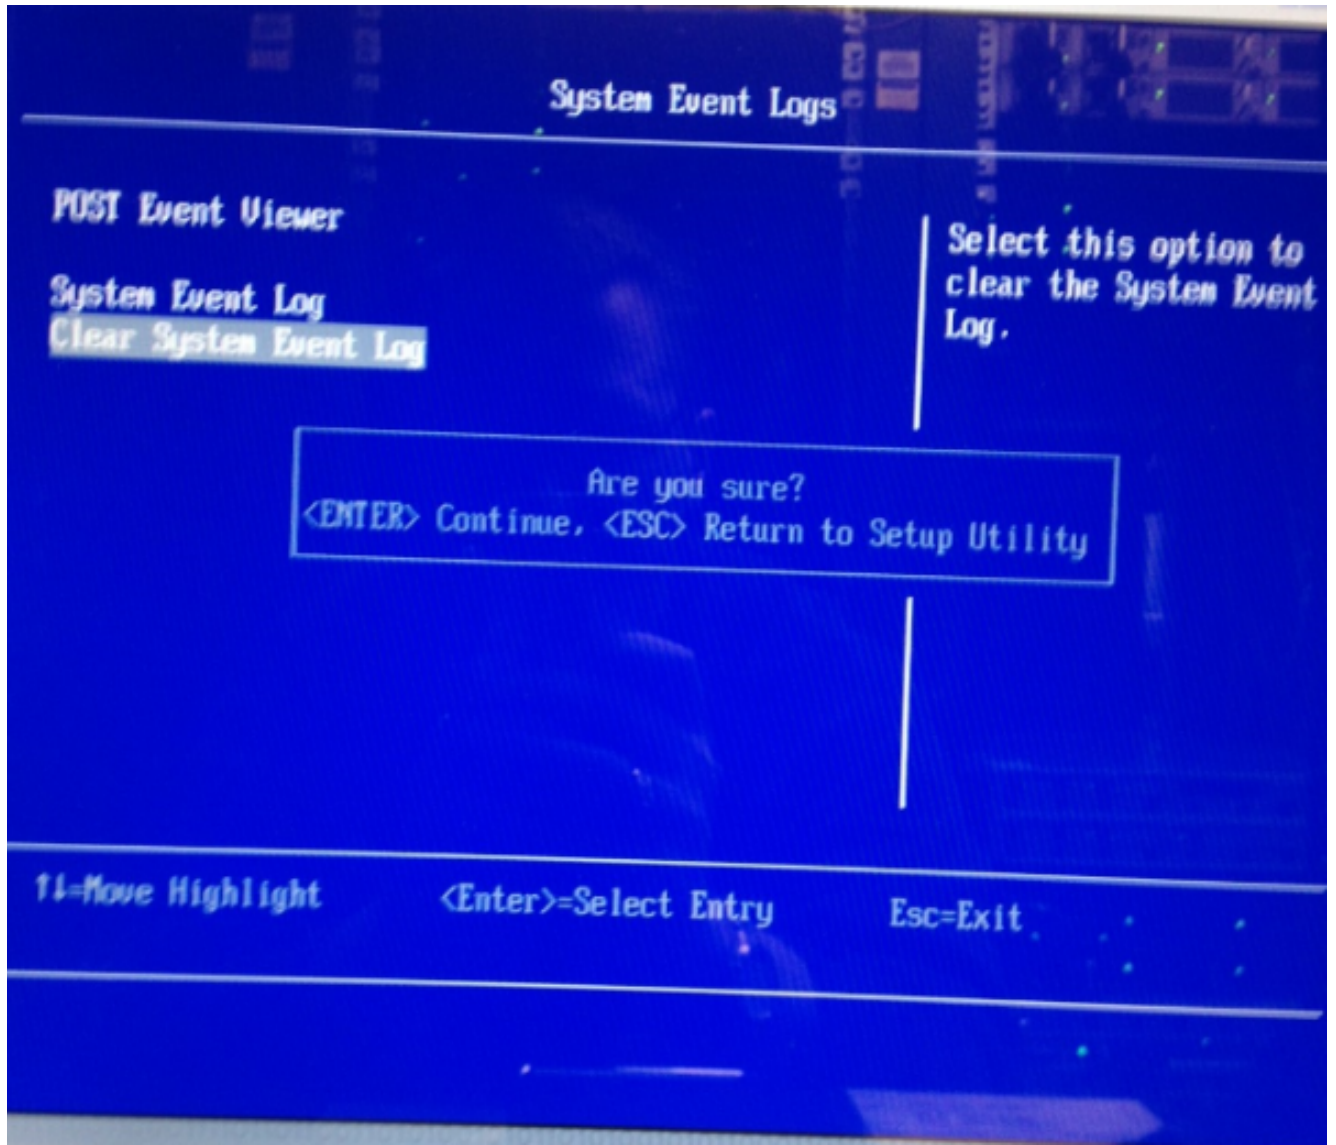 System Event Logs
POST Event Viewer
System Event Log
Clear System Event Log
Select this option to
clear the System Event
Log.
Are you sure?
<ENTER> Continue, <ESC> Return to Setup Utility
↑↓=Move Highlight <Enter>=Select Entry Esc=Exit